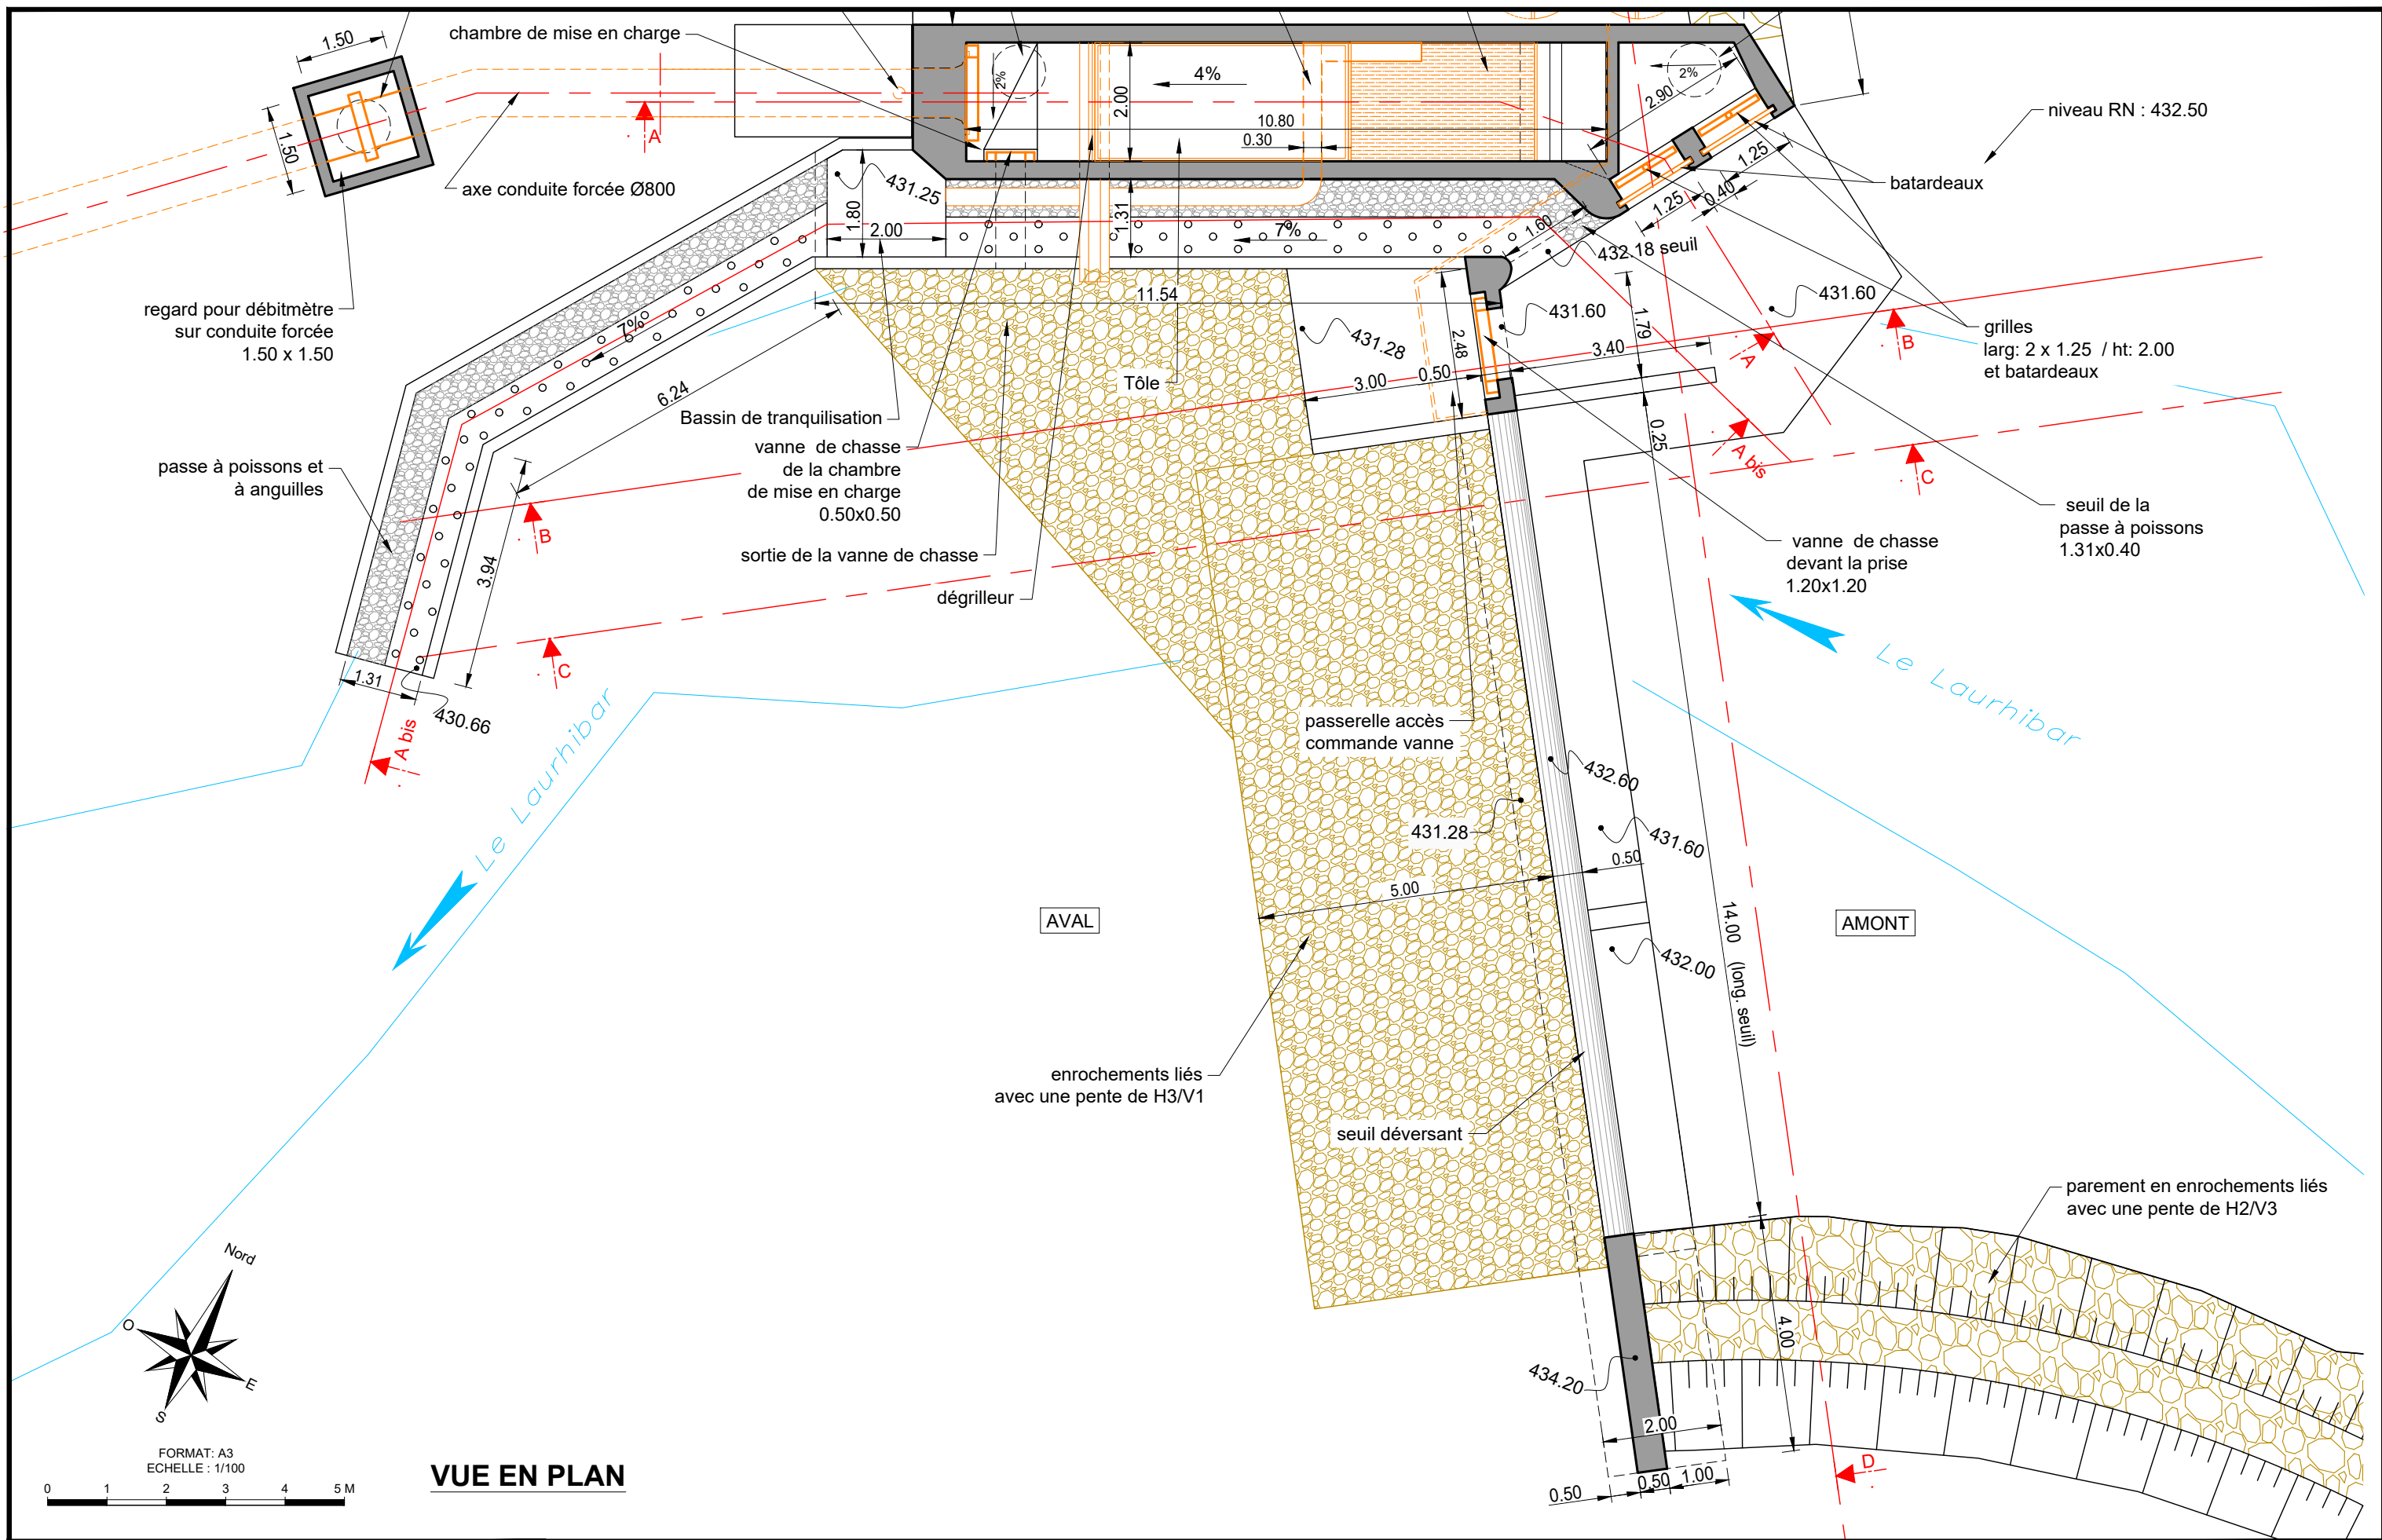 1.50
1.50
chambre de mise en charge
axe conduite forcée Ø800
A
2%
4%
2.00
10.80
0.30
2%
2.90
niveau RN : 432.50
batardeaux
1.25
0.40
1.25
431.25
1.80
2.00
1.31
7%
1.60
432.18 seuil
regard pour débitmètre
sur conduite forcée
1.50 x 1.50
7%
11.54
431.28
2.48
431.60
1.79
431.60
3.40
3.00
0.50
A
B
grilles
larg: 2 x 1.25 / ht: 2.00
et batardeaux
Tôle
6.24
Bassin de tranquilisation
vanne de chasse
de la chambre
de mise en charge
0.50x0.50
0.25
A bis
C
passe à poissons et
à anguilles
B
3.94
sortie de la vanne de chasse
dégrilleur
seuil de la
passe à poissons
1.31x0.40
vanne de chasse
devant la prise
1.20x1.20
C
1.31
430.66
A bis
Le Laurhibar
Le Laurhibar
passerelle accès
commande vanne
432.60
431.28
431.60
0.50
5.00
AVAL
AMONT
432.00
14.00 (long. seuil)
enrochements liés
avec une pente de H3/V1
seuil déversant
parement en enrochements liés
avec une pente de H2/V3
4.00
434.20
2.00
0.50
0.50
1.00
D
Nord
O
E
S
FORMAT: A3
ECHELLE : 1/100
0 1 2 3 4 5 M
VUE EN PLAN